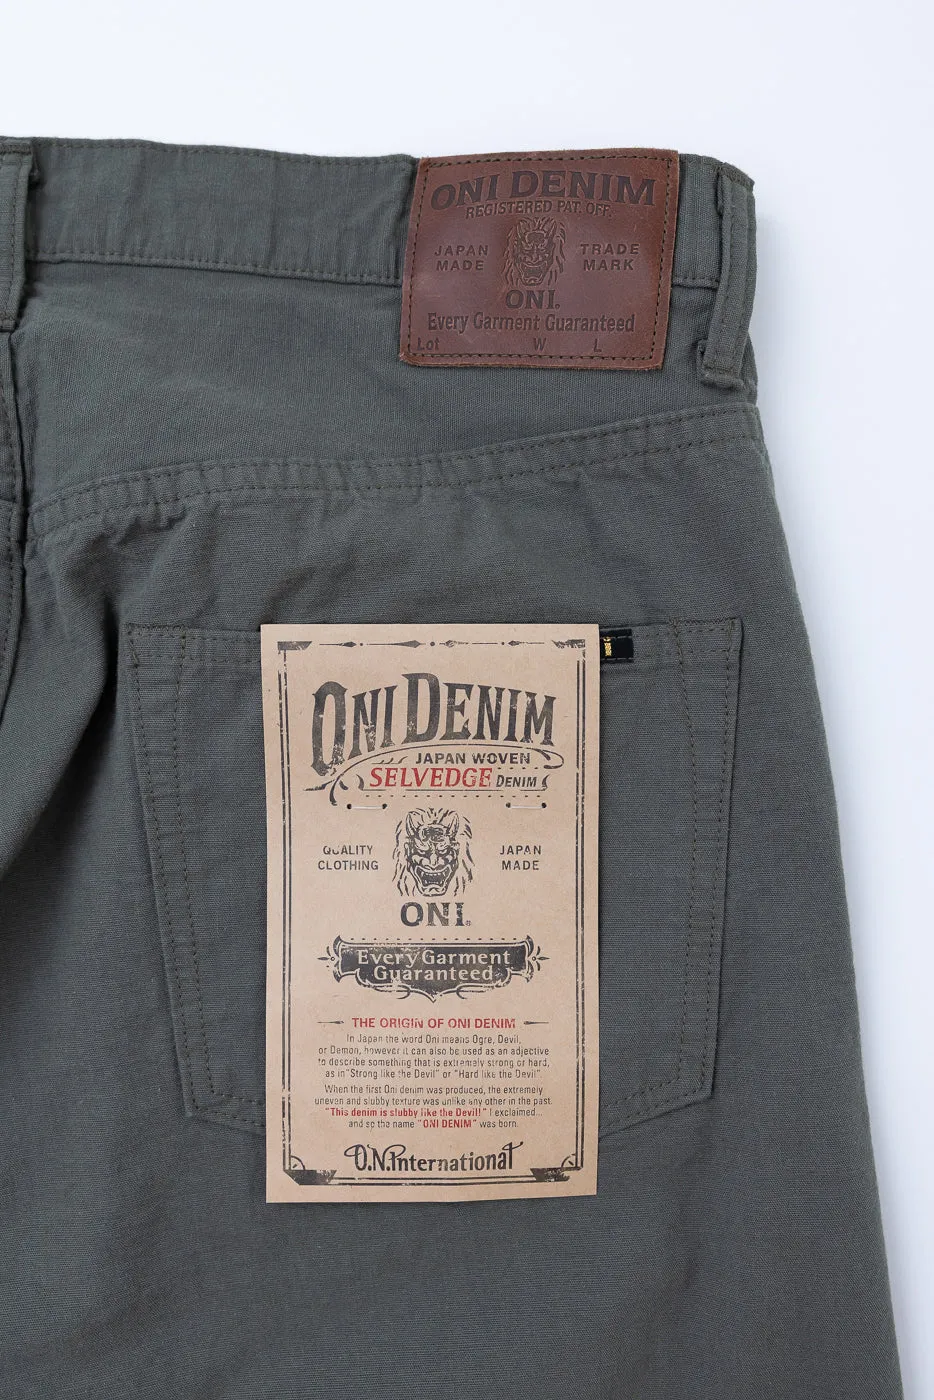 ONI DENIM
REGISTERED PAT. OFF.
JAPAN MADE
TRADE MARK
ONI.
Every Garment Guaranteed
Lot W L
ONI DENIM
JAPAN WOVEN
SELVEDGE DENIM
QUALITY CLOTHING
JAPAN MADE
ONI®
Every Garment
Guaranteed
THE ORIGIN OF ONI DENIM
In Japan the word Oni means Ogre, Devil,
or Demon, however it can also be used as an adjective
to describe something that is extremely strong or hard,
as in "Strong like the Devil" or "Hard like the Devil".
When the first Oni denim was produced, the extremely
uneven and slubby texture was unlike any other in the past.
"This denim is slubby like the Devil!" I exclaimed...
and so the name "ONI DENIM" was born.
O.N.International